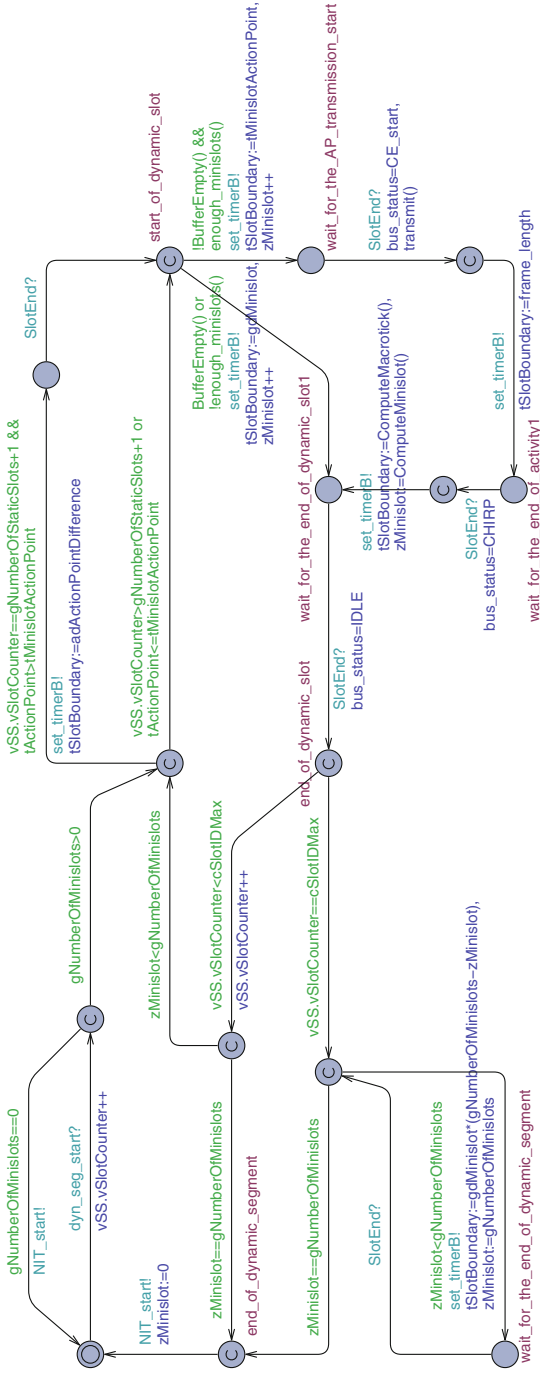 vSS.vSlotCounter==gNumberOfStaticSlots+1 &&
tActionPoint>tMinislotActionPoint
set_timerB!
tSlotBoundary:=adActionPointDifference
SlotEnd?
gNumberOfMinislots==0
NIT_start!
gNumberOfMinislots>0
dyn_seg_start?
vSS.vSlotCounter++
vSS.vSlotCounter>gNumberOfStaticSlots+1 or
tActionPoint<=tMinislotActionPoint
start_of_dynamic_slot
zMinislot<gNumberOfMinislots
NIT_start!
zMinislot:=0
zMinislot==gNumberOfMinislots
end_of_dynamic_segment
vSS.vSlotCounter<cSlotIDMax
vSS.vSlotCounter++
BufferEmpty() or
!enough_minislots()
set_timerB!
tSlotBoundary:=gdMinislot,
zMinislot++
!BufferEmpty() &&
enough_minislots()
set_timerB!
tSlotBoundary:=tMinislotActionPoint,
zMinislot++
zMinislot==gNumberOfMinislots
vSS.vSlotCounter==cSlotIDMax
end_of_dynamic_slot
SlotEnd?
bus_status=IDLE
wait_for_the_end_of_dynamic_slot1
wait_for_the_AP_transmission_start
set_timerB!
tSlotBoundary:=ComputeMacrotick(),
zMinislot:=ComputeMinislot()
SlotEnd?
bus_status=CE_start,
transmit()
SlotEnd?
zMinislot<gNumberOfMinislots
set_timerB!
tSlotBoundary:=gdMinislot*(gNumberOfMinislots−zMinislot),
zMinislot:=gNumberOfMinislots
wait_for_the_end_of_dynamic_segment
SlotEnd?
bus_status=CHIRP
set_timerB!
tSlotBoundary:=frame_length
wait_for_the_end_of_activity1
C
C
C
C
C
C
C
C
C